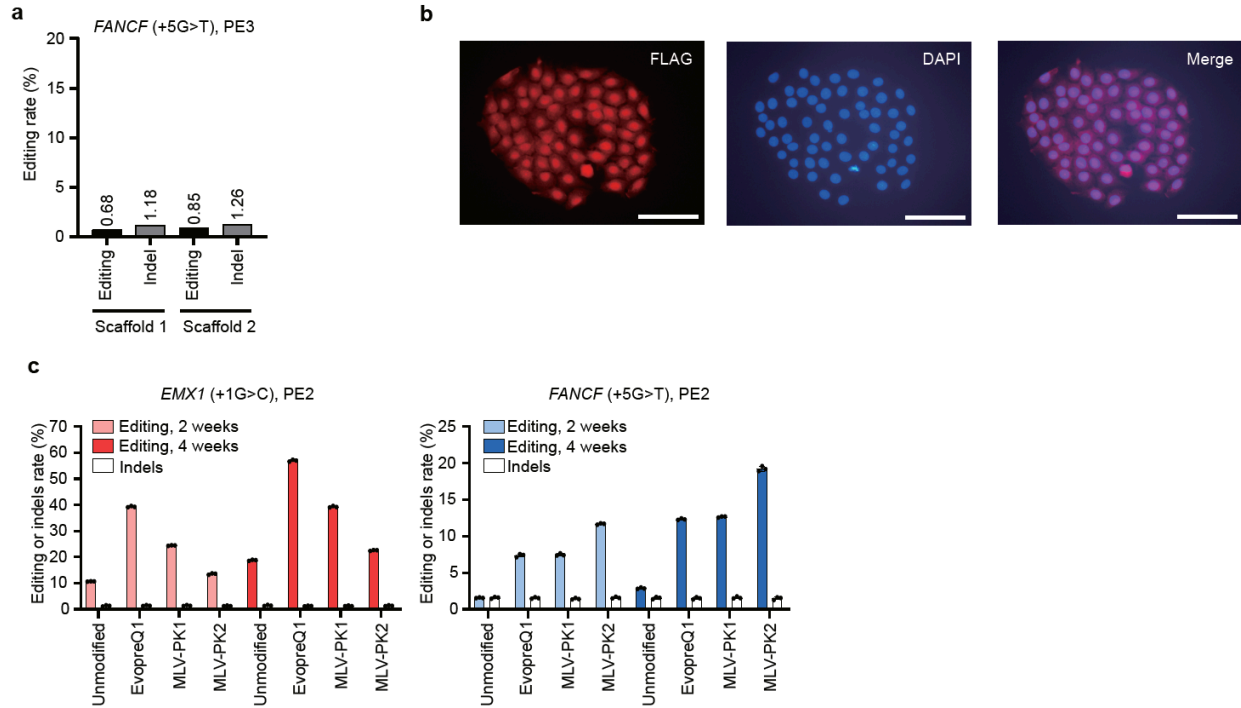 a
FANCF (+5G>T), PE3
Editing rate (%)
20
15
10
5
0
0.68
1.18
0.85
1.26
Editing
Indel
Editing
Indel
Scaffold 1
Scaffold 2
b
FLAG
DAPI
Merge
c
EMX1 (+1G>C), PE2
Editing or indels rate (%)
70
60
50
40
30
20
10
0
Editing, 2 weeks
Editing, 4 weeks
Indels
Unmodified
EvopreQ1
MLV-PK1
MLV-PK2
Unmodified
EvopreQ1
MLV-PK1
MLV-PK2
FANCF (+5G>T), PE2
Editing or indels rate (%)
25
20
15
10
5
0
Editing, 2 weeks
Editing, 4 weeks
Indels
Unmodified
EvopreQ1
MLV-PK1
MLV-PK2
Unmodified
EvopreQ1
MLV-PK1
MLV-PK2